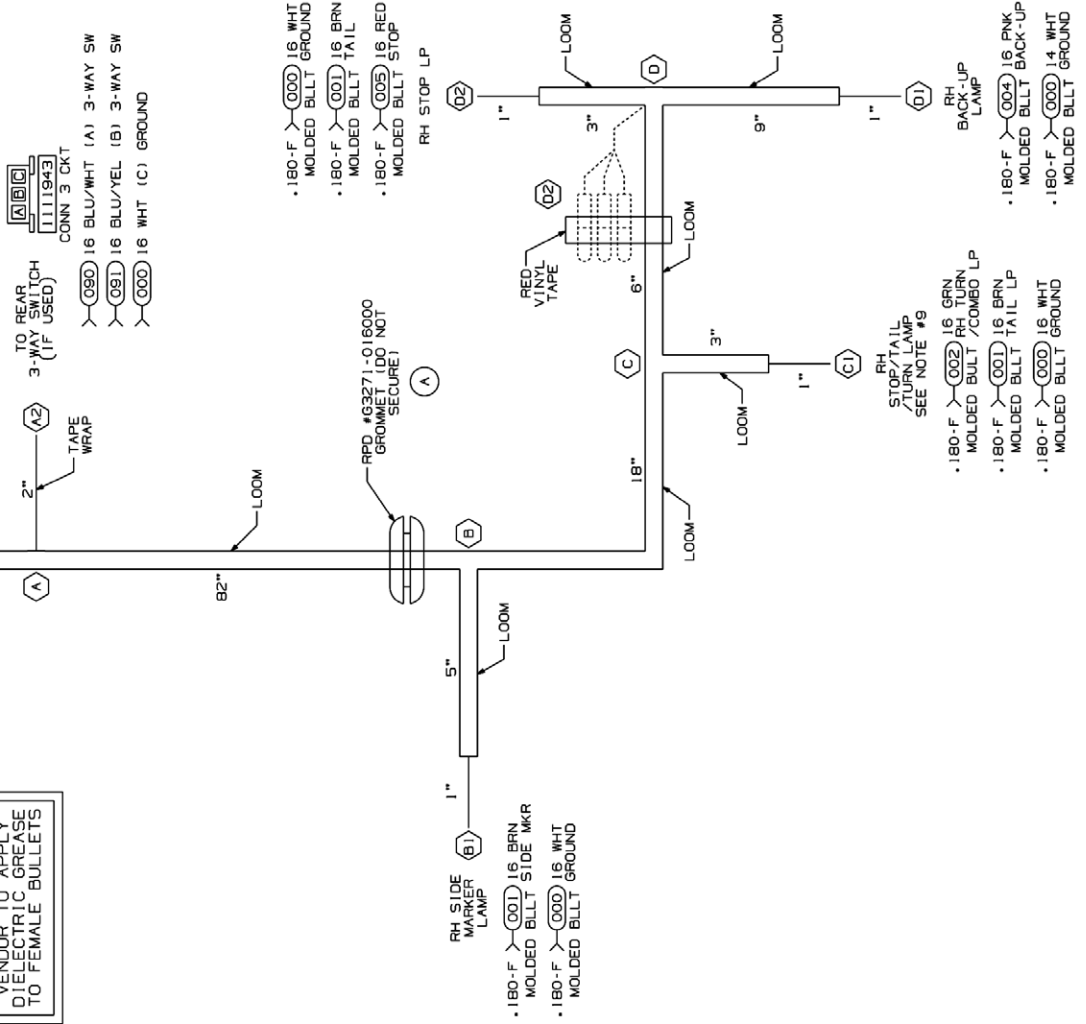 VENDOR TO APPLY
DIELECTRIC GREASE
TO FEMALE BULLETS
A
2"
A2
TAPE
WRAP
TO REAR
3-WAY SWITCH
(IF USED)
A B C
1111943
CONN 3 CKT
090 16 BLU/WHT (A) 3-WAY SW
091 16 BLU/YEL (B) 3-WAY SW
000 16 WHT (C) GROUND
82"
LOOM
RPD #G3271-016000
GROMMET (DO NOT
SECURE)
A
B
5"
LOOM
1"
B1
RH SIDE
MARKER
LAMP
.180-F 001 16 BRN
MOLDED BLLT SIDE MKR
.180-F 000 16 WHT
MOLDED BLLT GROUND
18"
LOOM
C
3"
LOOM
1"
C1
RH
STOP/TAIL
/TURN LAMP
SEE NOTE #9
.180-F 002 16 GRN
MOLDED BULT RH TURN
/COMBO LP
.180-F 001 16 BRN
MOLDED BLLT TAIL LP
.180-F 000 16 WHT
MOLDED BLLT GROUND
6"
LOOM
RED
VINYL
TAPE
D2
D
3"
LOOM
1"
D2
.180-F 000 16 WHT
MOLDED BLLT GROUND
.180-F 001 16 BRN
MOLDED BLLT TAIL
.180-F 005 16 RED
MOLDED BLLT STOP
RH STOP LP
9"
LOOM
1"
D1
RH
BACK-UP
LAMP
.180-F 004 16 PNK
MOLDED BLLT BACK-UP
.180-F 000 14 WHT
MOLDED BLLT GROUND